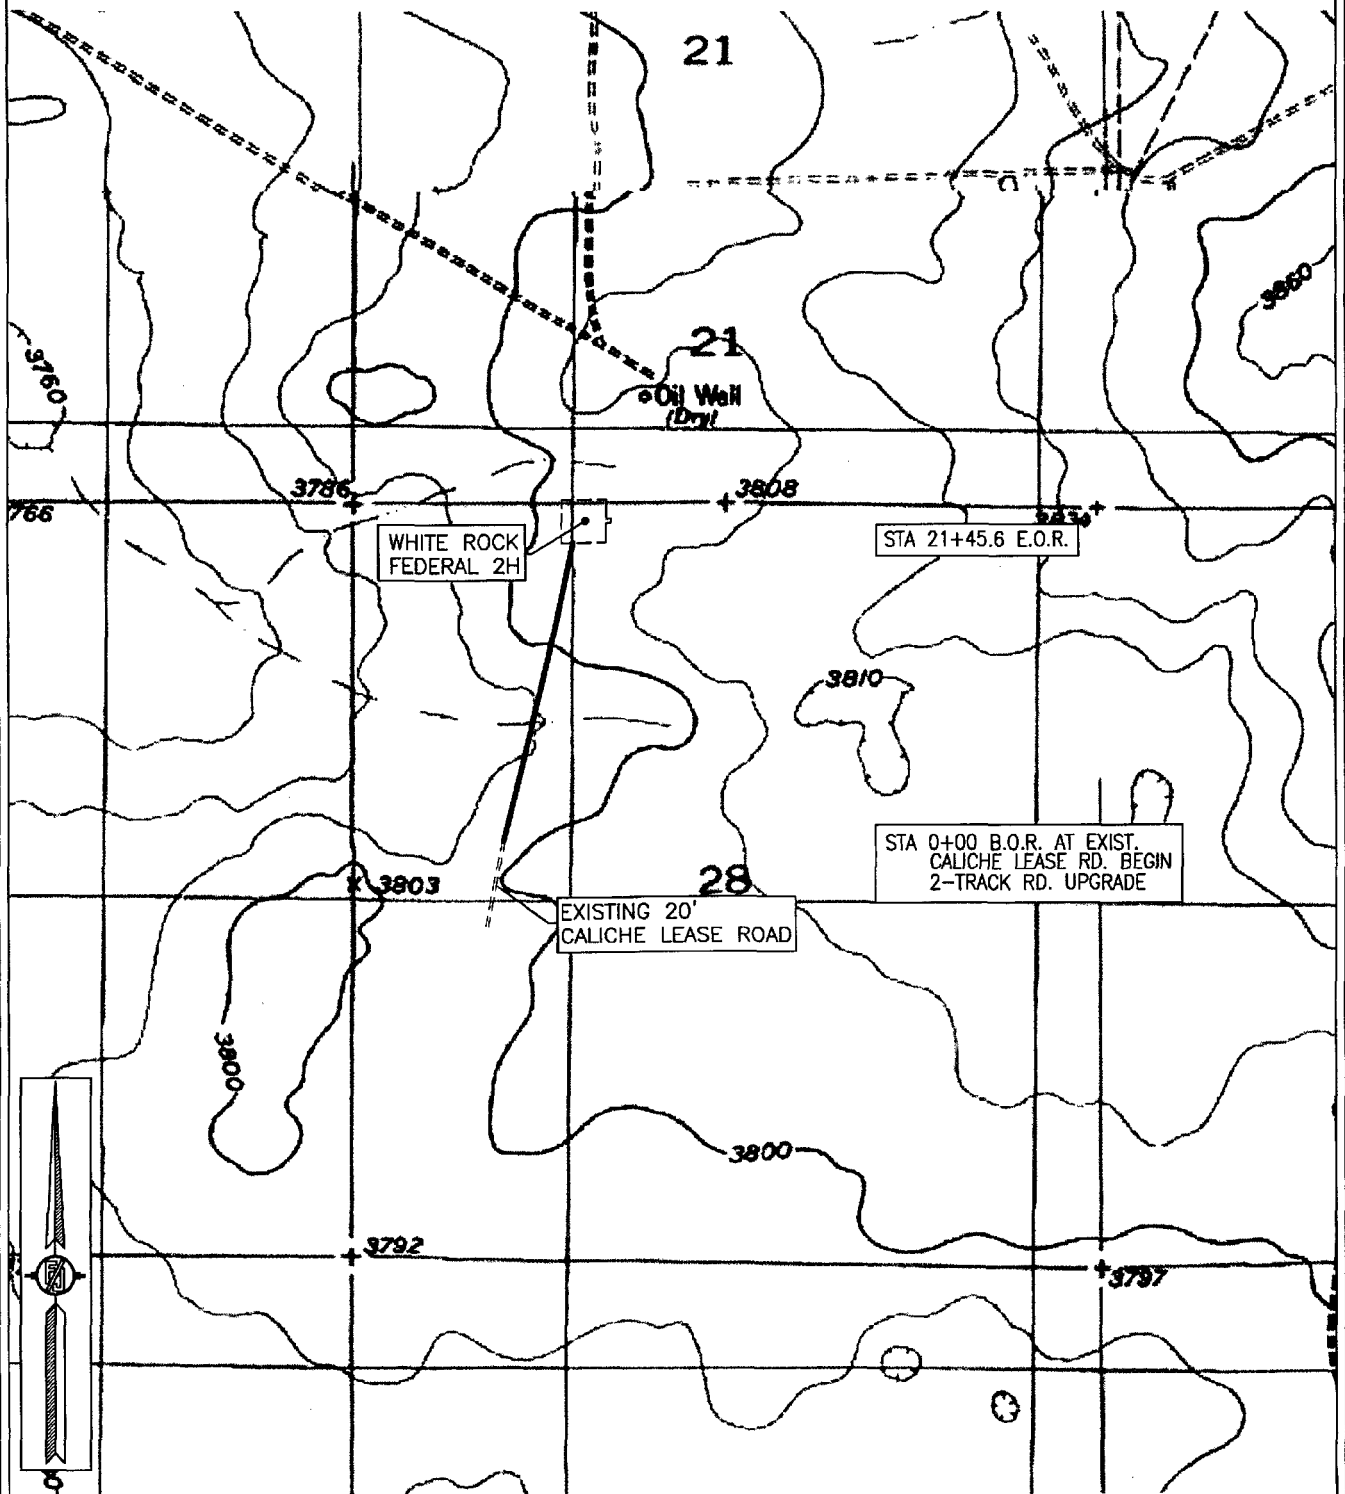 21
3860
21
3760
Oil Well
(Dry)
3786
3808
766
WHITE ROCK
FEDERAL 2H
STA 21+45.6 E.O.R.
3810
STA 0+00 B.O.R. AT EXIST.
CALICHE LEASE RD. BEGIN
2-TRACK RD. UPGRADE
3803
28
EXISTING 20'
CALICHE LEASE ROAD
3800
3800
3792
3797